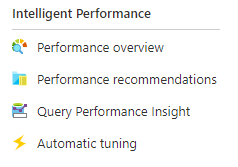 Intelligent Performance
Performance overview
Performance recommendations
Query Performance Insight
Automatic tuning